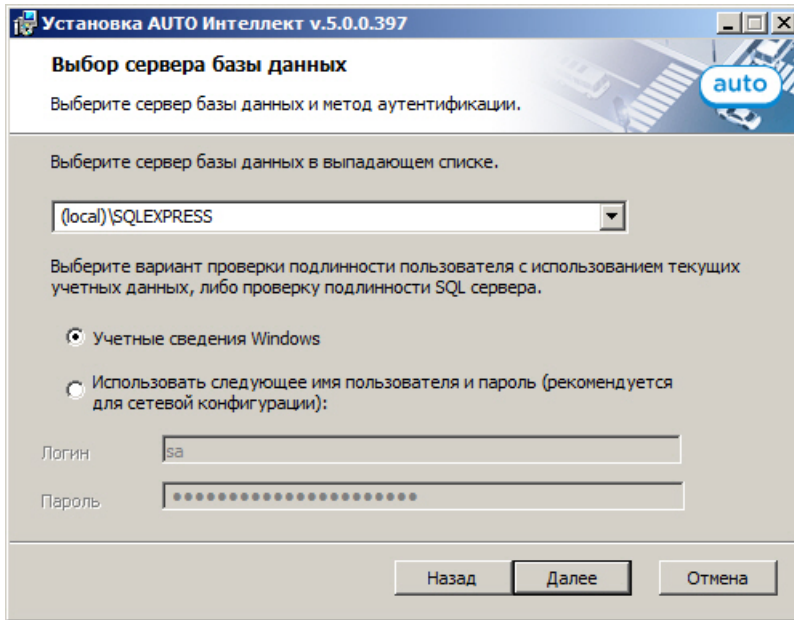 Установка AUTO Интеллект v.5.0.0.397
Выбор сервера базы данных
Выберите сервер базы данных и метод аутентификации.
auto
Выберите сервер базы данных в выпадающем списке.
(local)\SQLEXPRESS
Выберите вариант проверки подлинности пользователя с использованием текущих
учетных данных, либо проверку подлинности SQL сервера.
Учетные сведения Windows
Использовать следующее имя пользователя и пароль (рекомендуется
для сетевой конфигурации):
Логин
sa
Пароль
●●●●●●●●●●●●●●●●●●●●●●
Назад
Далее
Отмена